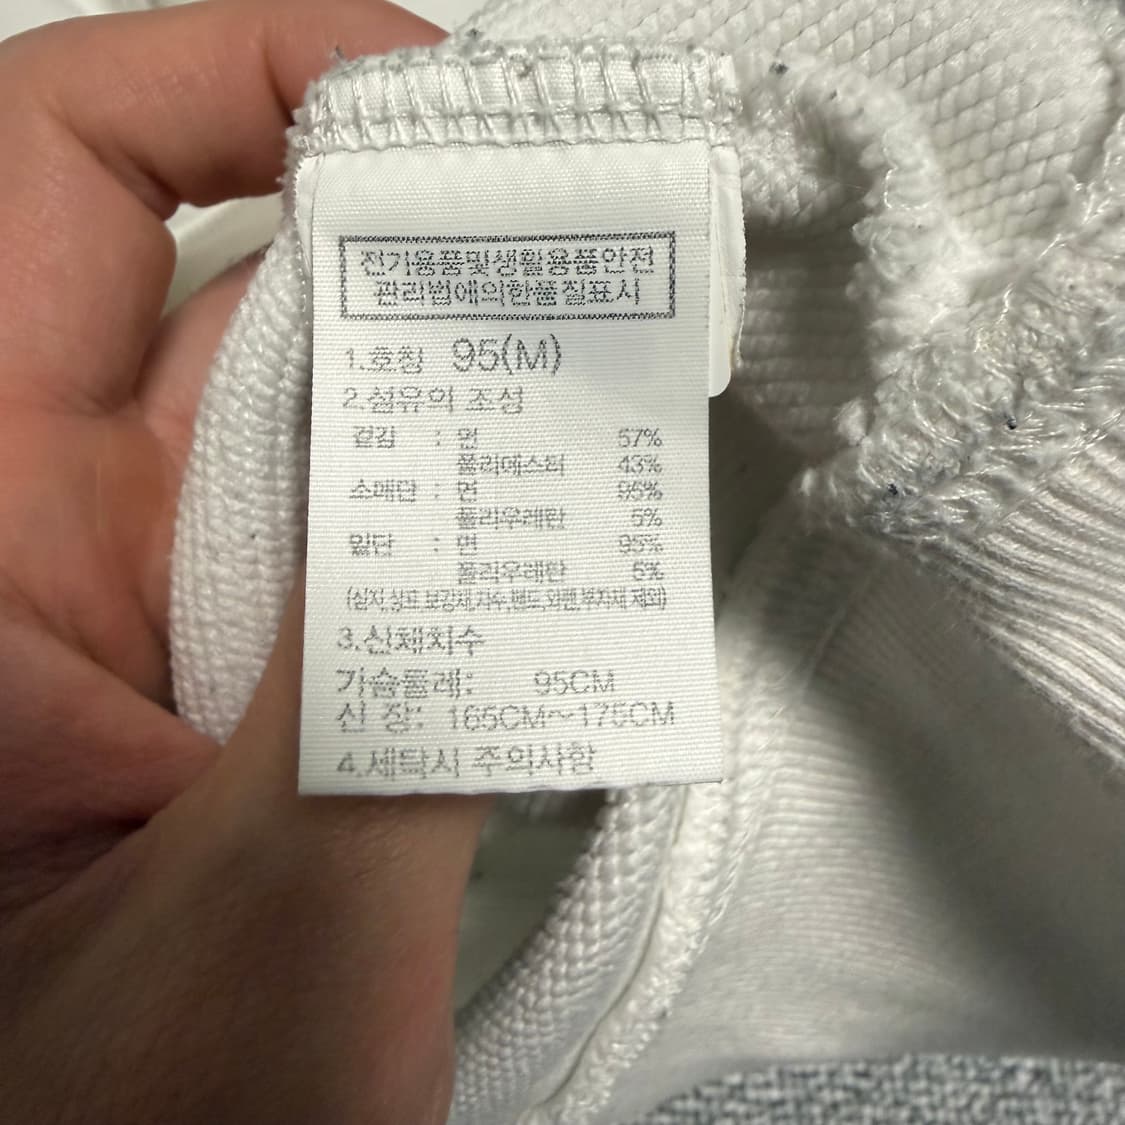 전기용품및생활용품안전
관리법에의한품질표시
1.호칭 95(M)
2.섬유의 조성
겉감 : 면 57%
폴리에스터 43%
소매단 : 면 95%
폴리우레탄 5%
밑단 : 면 95%
폴리우레탄 5%
(심지,상표,보강재,자수,밴드,와펜,부자재 제외)
3.신체치수
가슴둘레: 95CM
신 장: 165CM~175CM
4.세탁시 주의사항